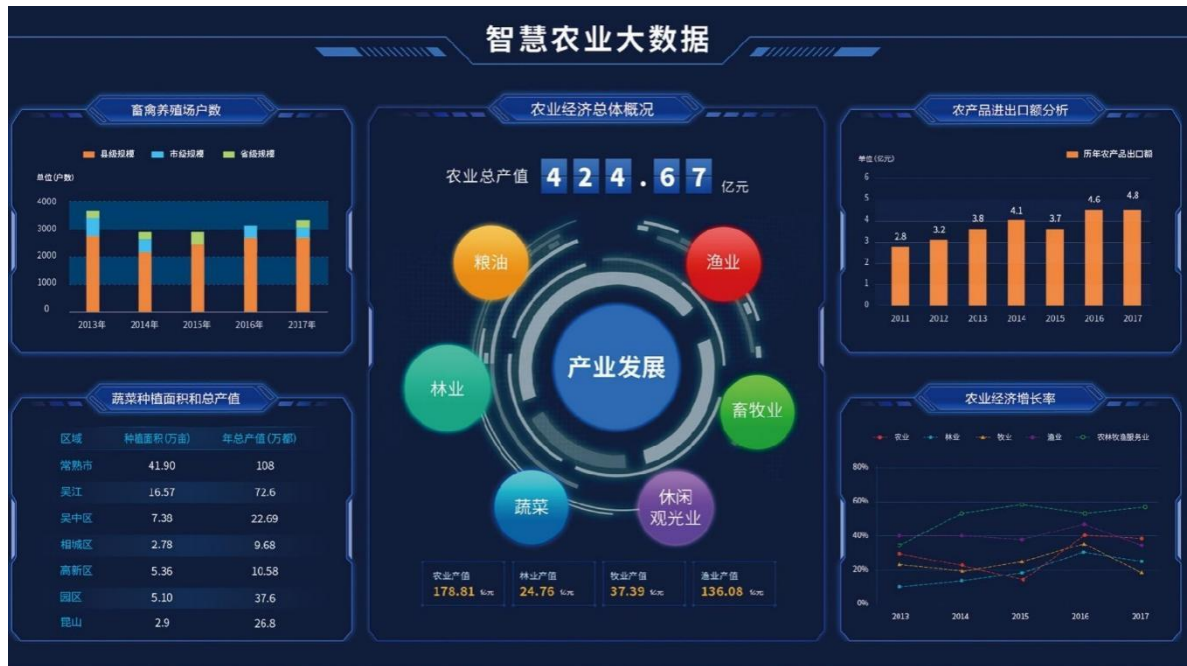 智慧农业大数据
畜禽养殖场户数
县级规模 市级规模 省级规模
单位(户数)
4000
3000
2000
1000
0
2013年 2014年 2015年 2016年 2017年
蔬菜种植面积和总产值
区域 种植面积(万亩) 年总产值(万都)
常熟市 41.90 108
吴江 16.57 72.6
吴中区 7.38 22.69
相城区 2.78 9.68
高新区 5.36 10.58
园区 5.10 37.6
昆山 2.9 26.8
农业经济总体概况
农业总产值 424.67 亿元
粮油
渔业
林业
产业发展
畜牧业
蔬菜
休闲
观光业
农业产值 林业产值 牧业产值 渔业产值
178.81 亿元 24.76 亿元 37.39 亿元 136.08 亿元
农产品进出口额分析
单位(亿元) 历年农产品出口额
6
5
4
3
2
1
0
2.8 3.2 3.8 4.1 3.7 4.6 4.8
2011 2012 2013 2014 2015 2016 2017
农业经济增长率
农业 林业 牧业 渔业 农林牧渔服务业
80%
60%
40%
20%
0%
2013 2014 2015 2016 2017